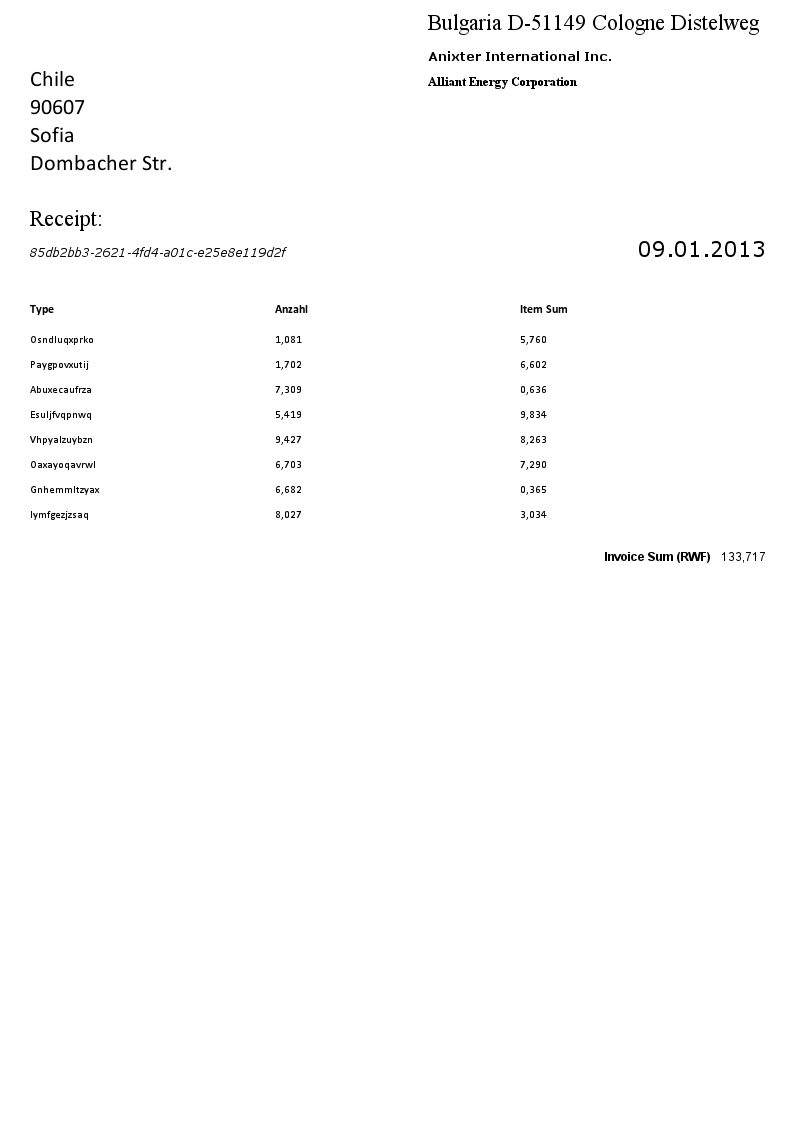 Bulgaria D-51149 Cologne Distelweg
Anixter International Inc.
Alliant Energy Corporation
Chile
90607
Sofia
Dombacher Str.
Receipt:
85db2bb3-2621-4fd4-a01c-e25e8e119d2f 09.01.2013
Type Anzahl Item Sum
Osndluqxprko 1,081 5,760
Paygpovxutij 1,702 6,602
Abuxecaufrza 7,309 0,636
Esuljfvqpnwq 5,419 9,834
Vhpyalzuybzn 9,427 8,263
Oaxayoqavrwl 6,703 7,290
Gnhemmltzyax 6,682 0,365
Iymfgezjzsaq 8,027 3,034
Invoice Sum (RWF) 133,717